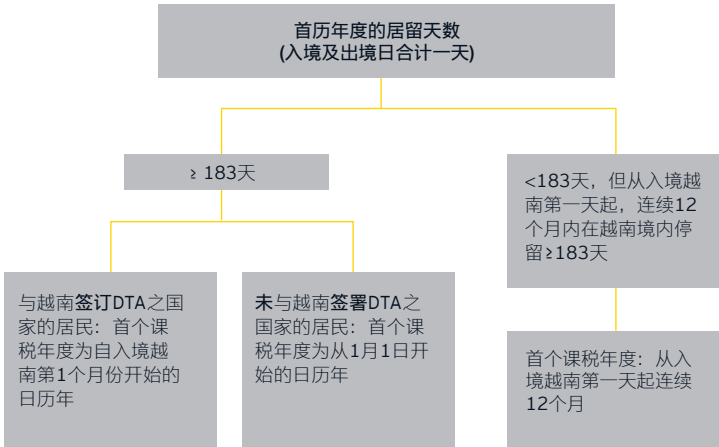 首历年度的居留天数
(入境及出境日合计一天)
≥ 183天
<183天，但从入境越
南第一天起，连续12
个月内在越南境内停
留≥183天
与越南签订DTA之国
家的居民：首个课
税年度为自入境越
南第1个月份开始的
日历年
未与越南签署DTA之
国家的居民：首个课
税年度为从1月1日开
始的日历年
首个课税年度：从入
境越南第一天起连续
12个月